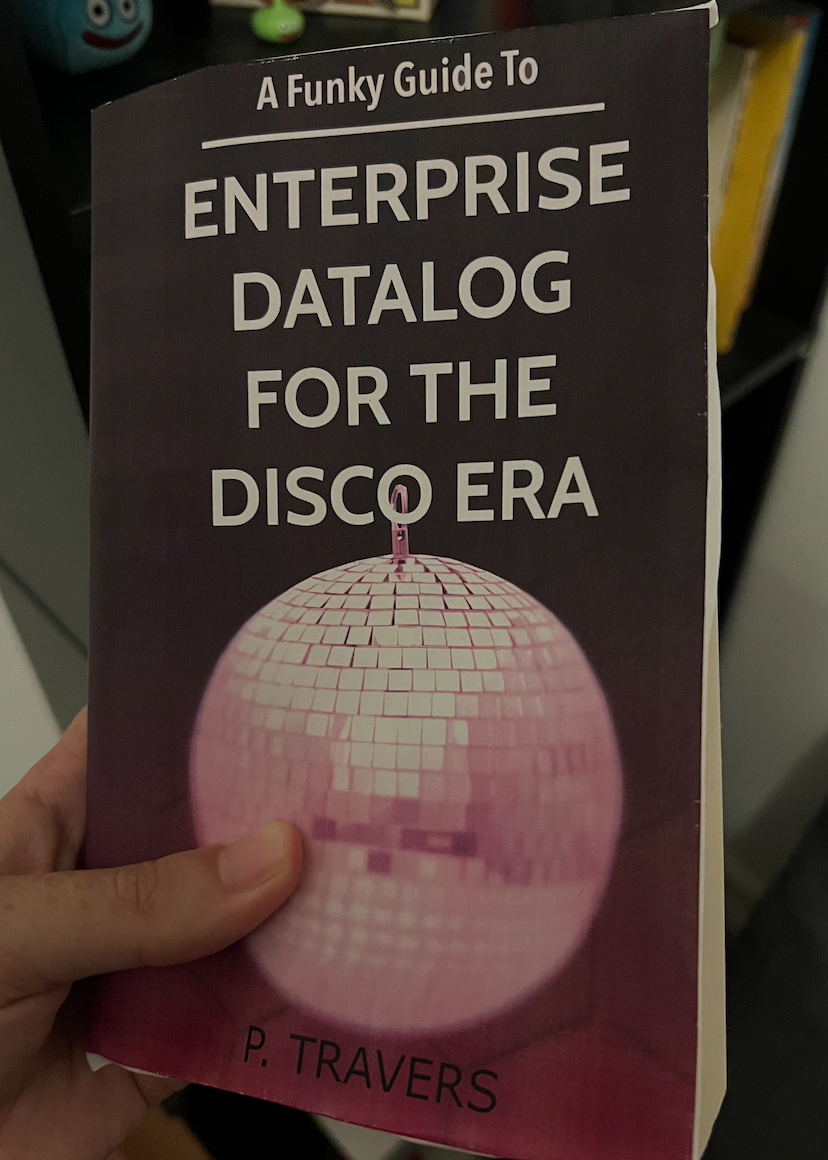 A Funky Guide To
ENTERPRISE
DATALOG
FOR THE
DISCO ERA
P. TRAVERS